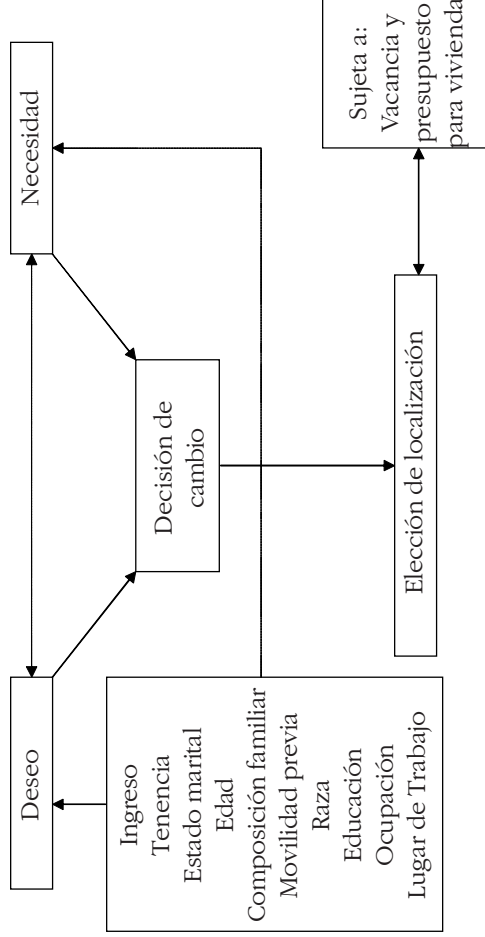 Deseo
Necesidad
Ingreso
Tenencia
Estado marital
Edad
Composición familiar
Movilidad previa
Raza
Educación
Ocupación
Lugar de Trabajo
Decisión de
cambio
Elección de localización
Sujeta a:
Vacancia y
presupuesto
para vivienda